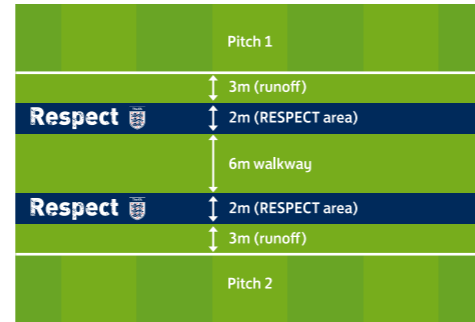 Pitch 1
3m (runoff)
Respect 2m (RESPECT area)
6m walkway
Respect 2m (RESPECT area)
3m (runoff)
Pitch 2